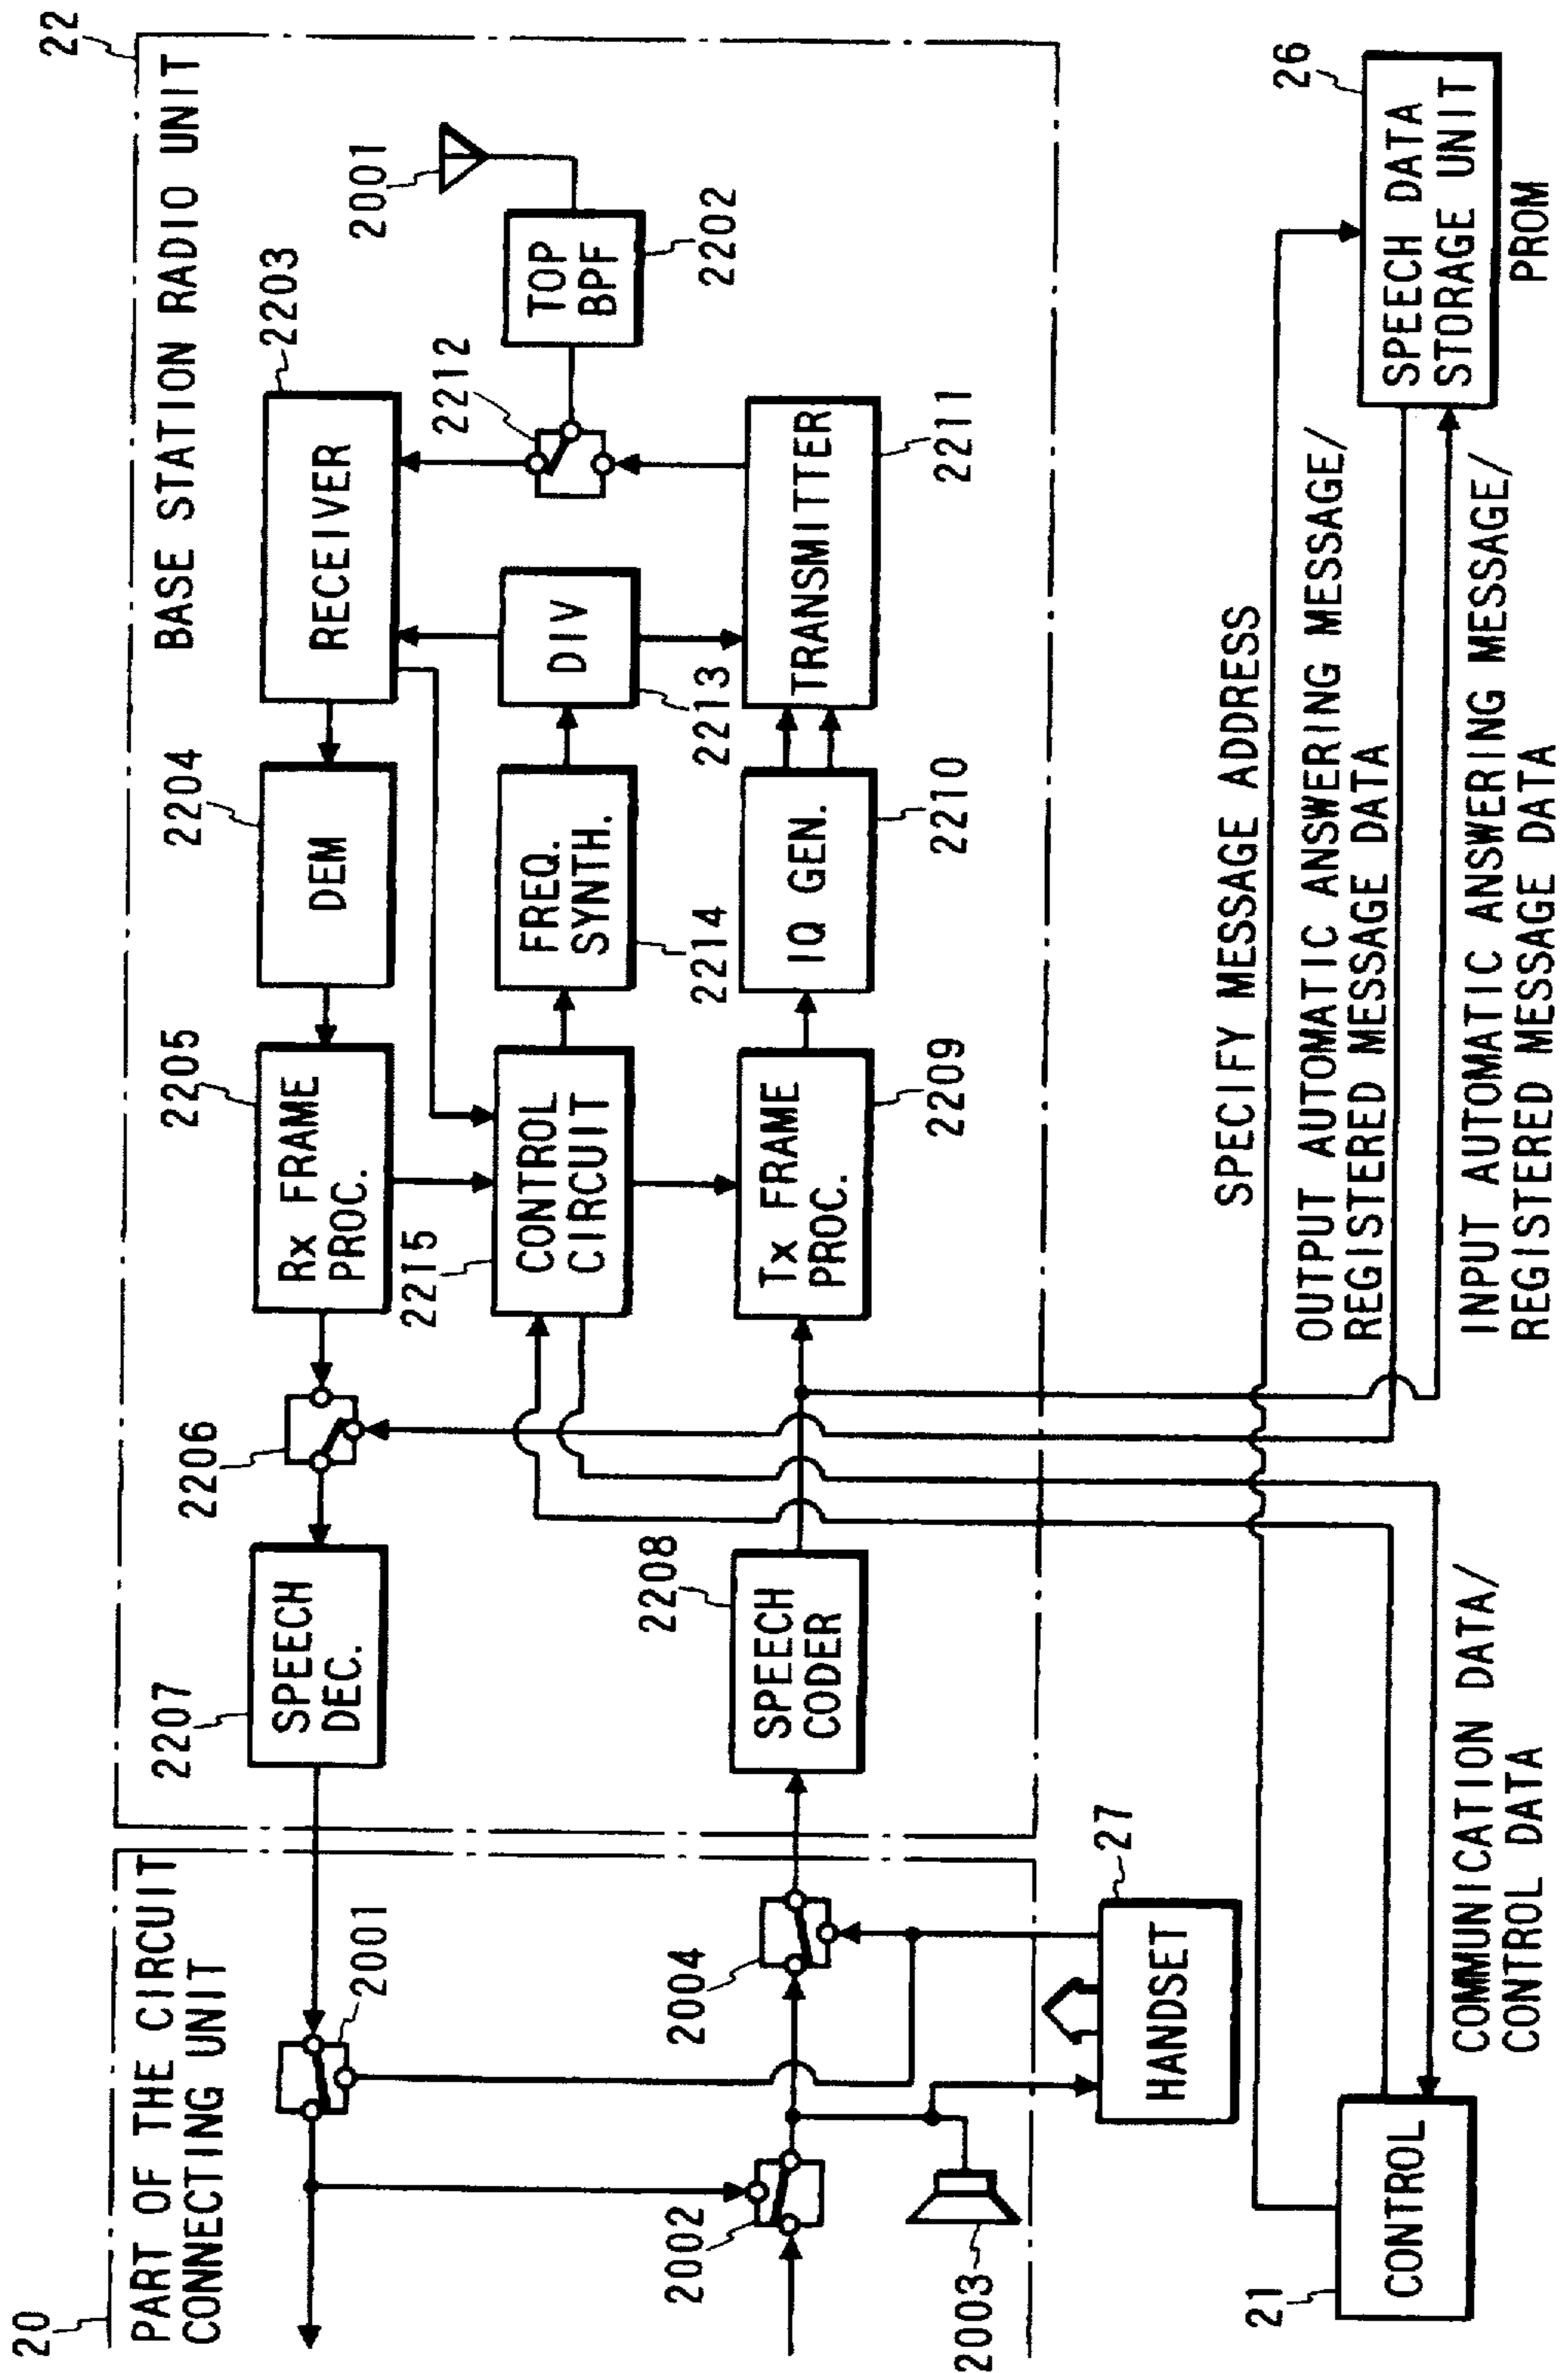 20
PART OF THE CIRCUIT
CONNECTING UNIT
22
BASE STATION RADIO UNIT
2001
2207
SPEECH
DEC.
2206
2205
Rx FRAME
PROC.
2204
DEM
2203
RECEIVER
2001
2215
CONTROL
CIRCUIT
2214
FREQ.
SYNTH.
2213
DIV
2212
TOP
BPF
2202
2002
2003
2004
2208
SPEECH
CODER
2209
Tx FRAME
PROC.
2210
IQ GEN.
2211
TRANSMITTER
27
HANDSET
21
CONTROL
COMMUNICATION DATA/
CONTROL DATA
SPECIFY MESSAGE ADDRESS
OUTPUT AUTOMATIC ANSWERING MESSAGE/
REGISTERED MESSAGE DATA
INPUT AUTOMATIC ANSWERING MESSAGE/
REGISTERED MESSAGE DATA
26
SPEECH DATA
STORAGE UNIT
PROM